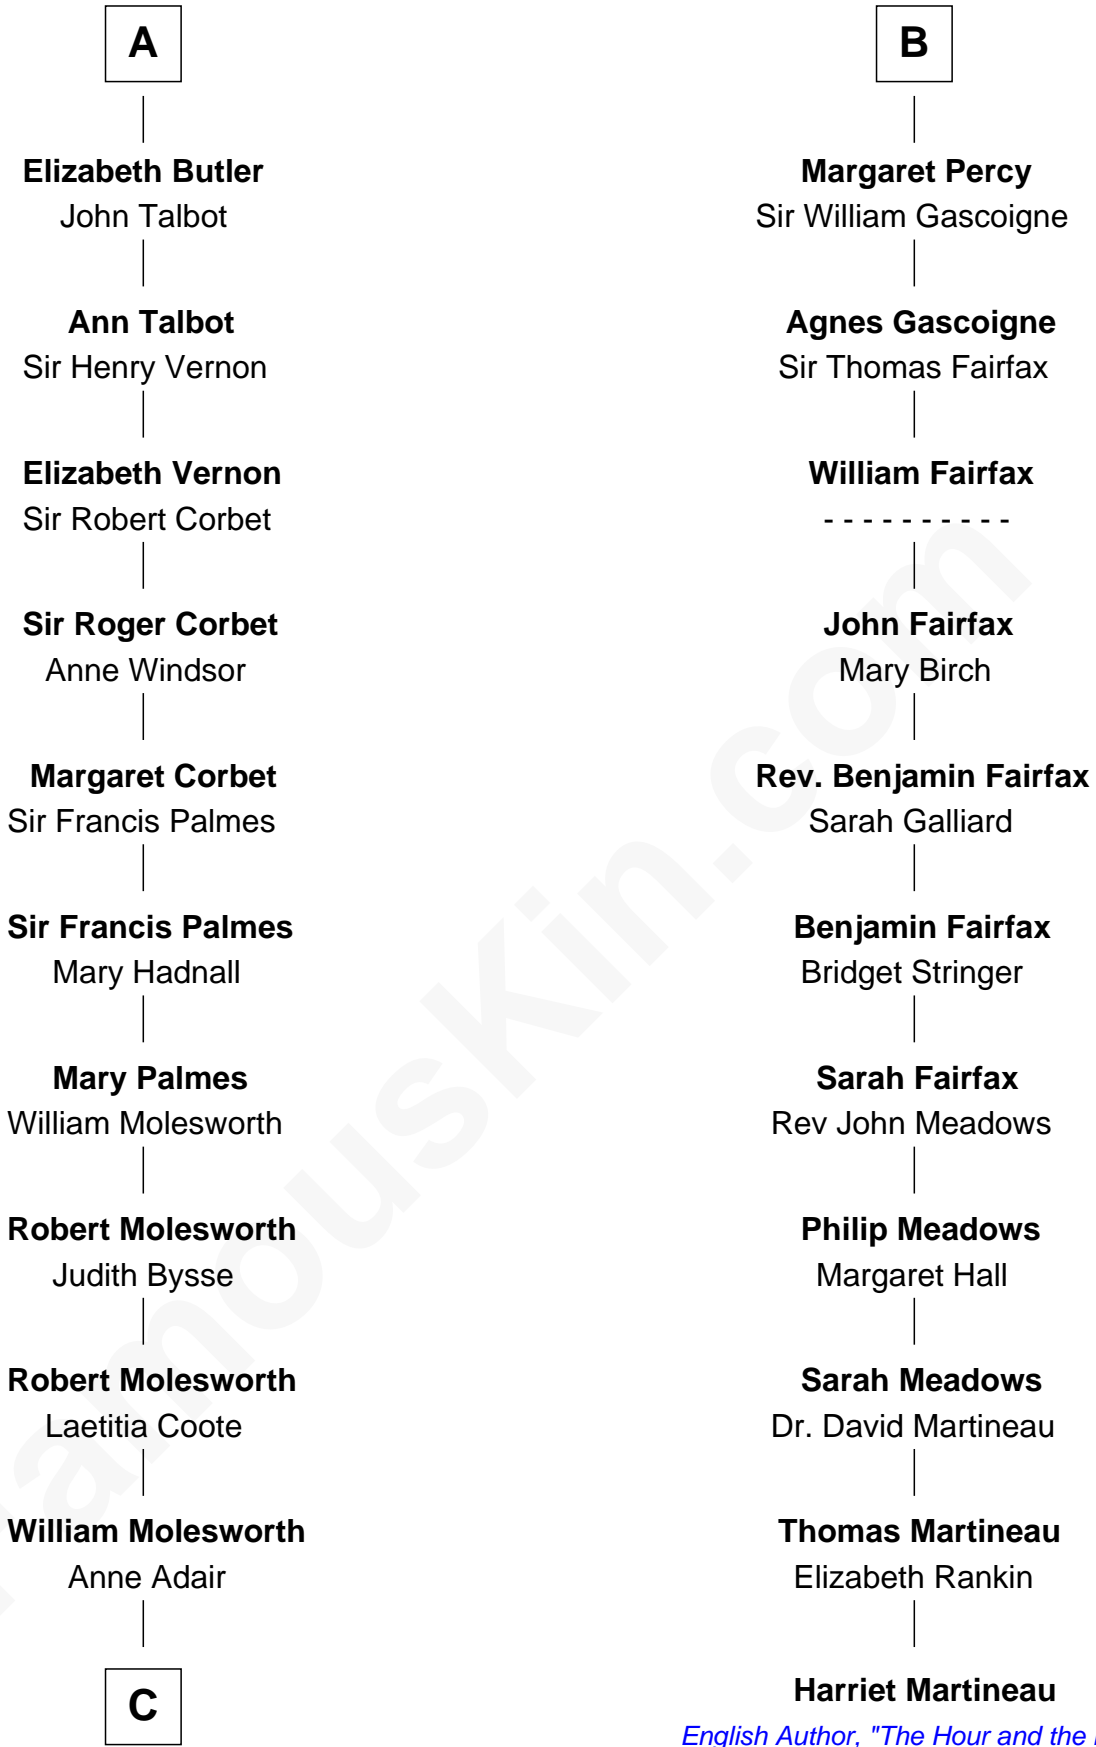 A
Elizabeth Butler
John Talbot
Ann Talbot
Sir Henry Vernon
Elizabeth Vernon
Sir Robert Corbet
Sir Roger Corbet
Anne Windsor
Margaret Corbet
Sir Francis Palmes
Sir Francis Palmes
Mary Hadnall
Mary Palmes
William Molesworth
Robert Molesworth
Judith Bysse
Robert Molesworth
Laetitia Coote
William Molesworth
Anne Adair
C
B
Margaret Percy
Sir William Gascoigne
Agnes Gascoigne
Sir Thomas Fairfax
William Fairfax
- - - - - - - - - -
John Fairfax
Mary Birch
Rev. Benjamin Fairfax
Sarah Galliard
Benjamin Fairfax
Bridget Stringer
Sarah Fairfax
Rev John Meadows
Philip Meadows
Margaret Hall
Sarah Meadows
Dr. David Martineau
Thomas Martineau
Elizabeth Rankin
Harriet Martineau
English Author, "The Hour and the
FamousKin.com